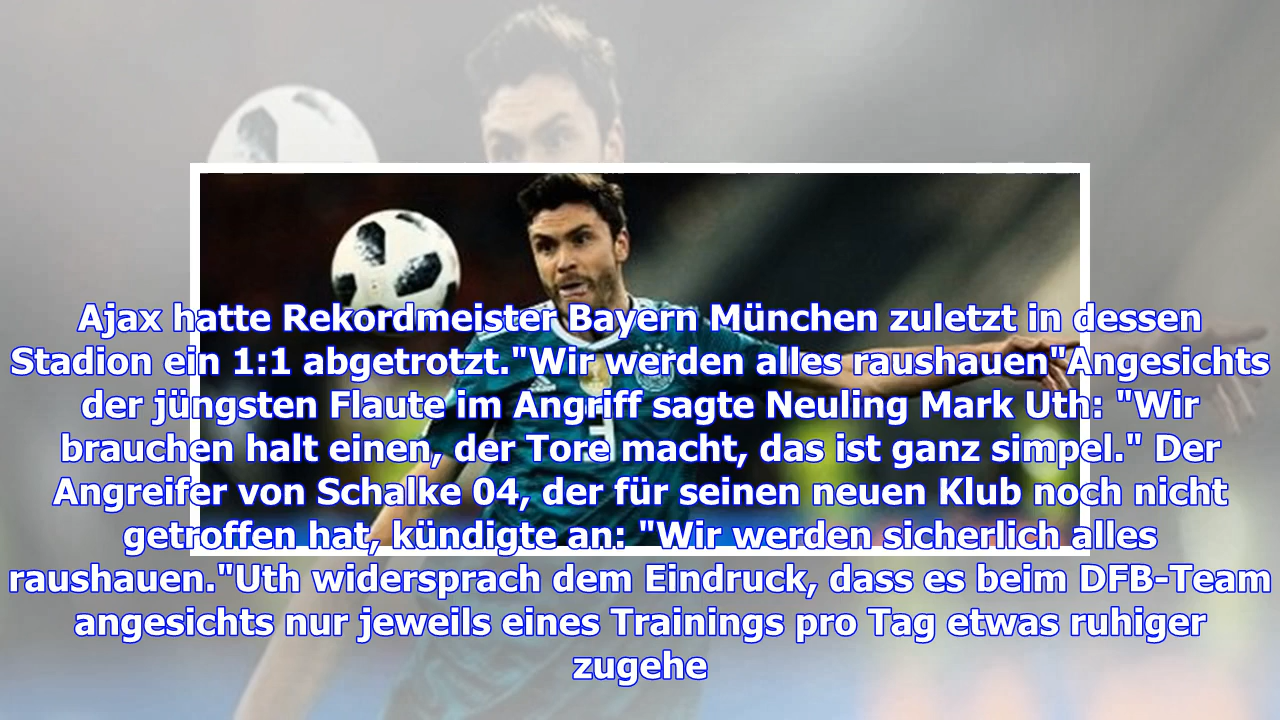 Ajax hatte Rekordmeister Bayern München zuletzt in dessen
Stadion ein 1:1 abgetrotzt."Wir werden alles raushauen"Angesichts
der jüngsten Flaute im Angriff sagte Neuling Mark Uth: "Wir
brauchen halt einen, der Tore macht, das ist ganz simpel." Der
Angreifer von Schalke 04, der für seinen neuen Klub noch nicht
getroffen hat, kündigte an: "Wir werden sicherlich alles
raushauen."Uth widersprach dem Eindruck, dass es beim DFB-Team
angesichts nur jeweils eines Trainings pro Tag etwas ruhiger
zugehe